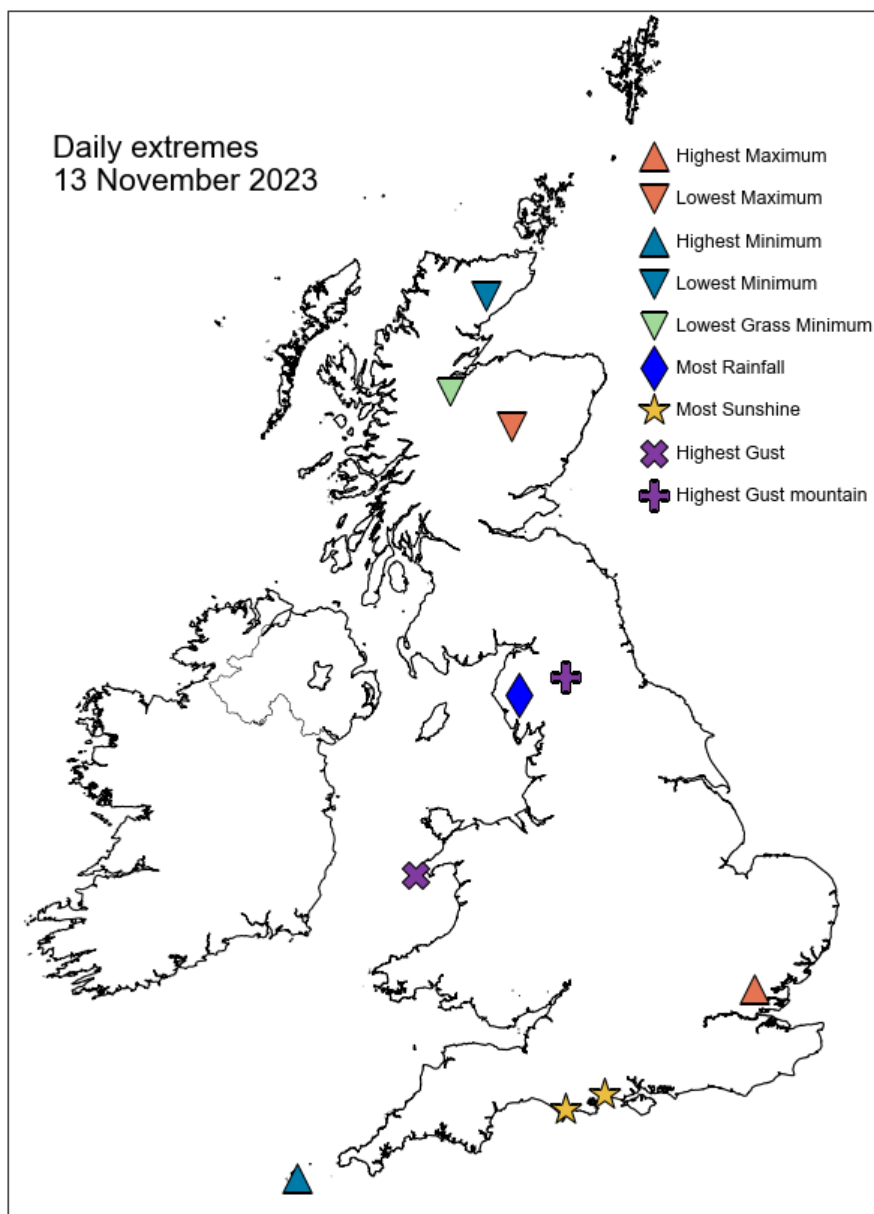 Daily extremes
13 November 2023
Highest Maximum
Lowest Maximum
Highest Minimum
Lowest Minimum
Lowest Grass Minimum
Most Rainfall
Most Sunshine
Highest Gust
Highest Gust mountain